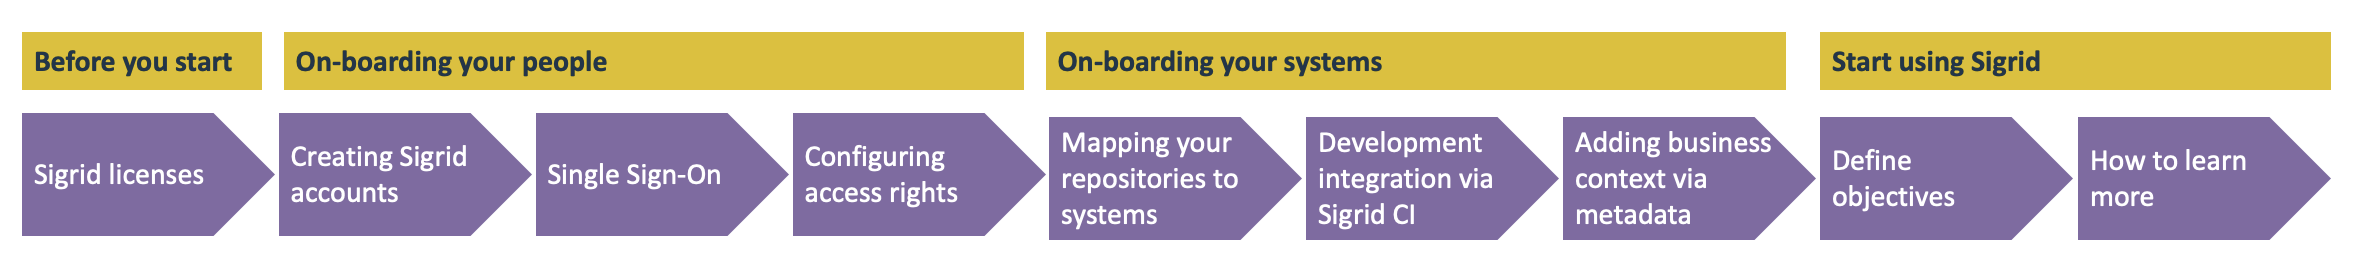 Before you start
On-boarding your people
On-boarding your systems
Start using Sigrid
Sigrid licenses
Creating Sigrid
accounts
Single Sign-On
Configuring
access rights
Mapping your
repositories to
systems
Development
integration via
Sigrid CI
Adding business
context via
metadata
Define
objectives
How to learn
more